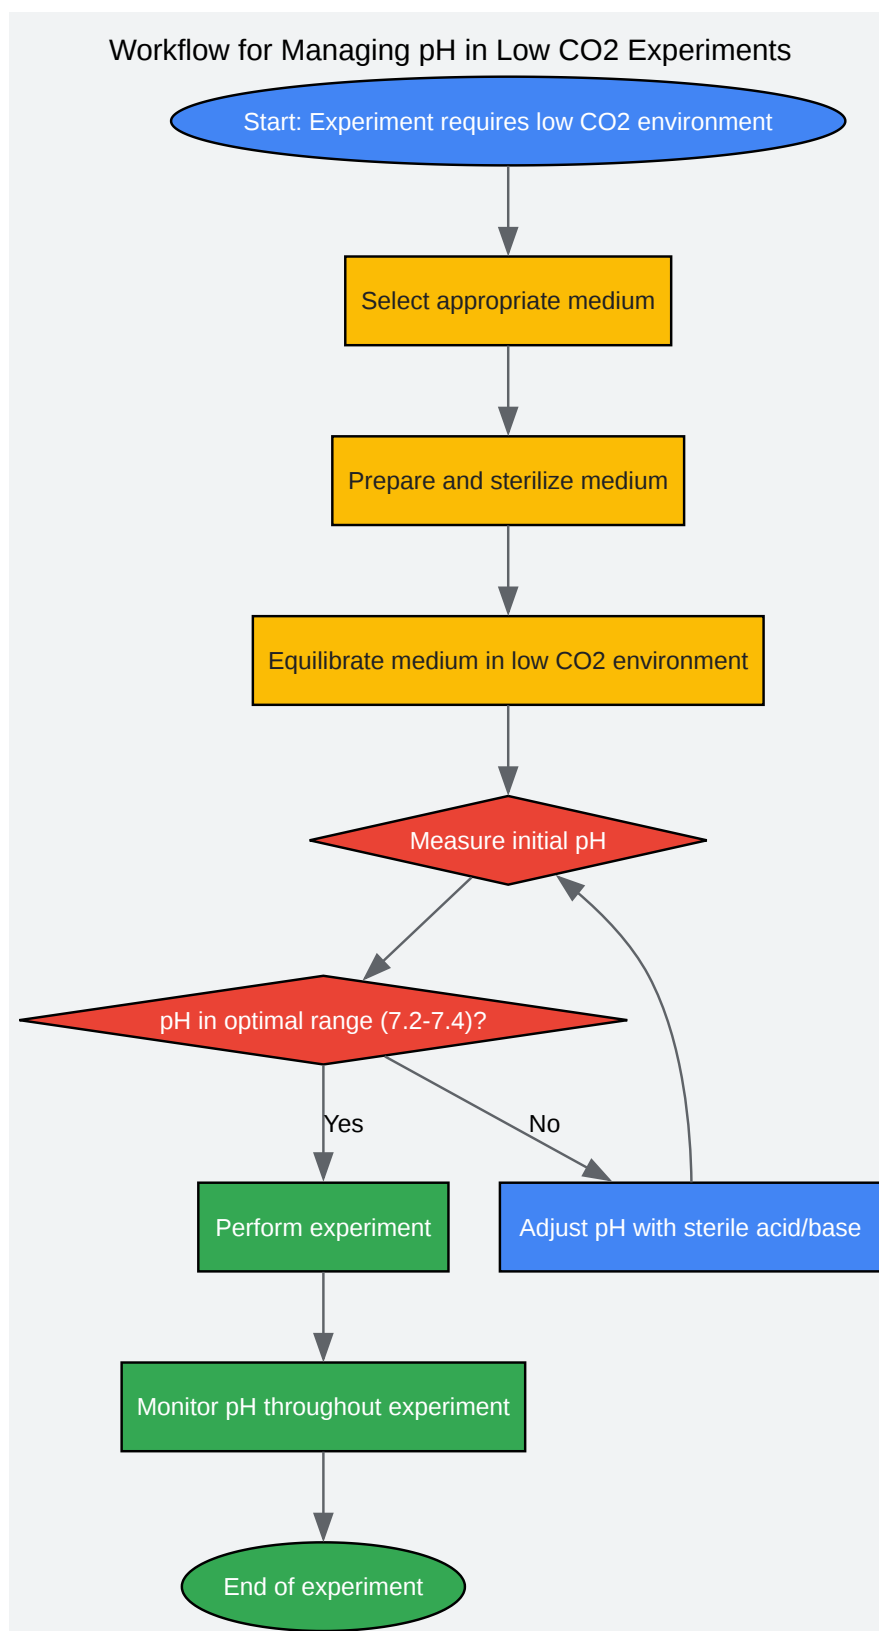 Workflow for Managing pH in Low CO2 Experiments
Start: Experiment requires low CO2 environment
Select appropriate medium
Prepare and sterilize medium
Equilibrate medium in low CO2 environment
Measure initial pH
pH in optimal range (7.2-7.4)?
Yes
No
Perform experiment
Adjust pH with sterile acid/base
Monitor pH throughout experiment
End of experiment